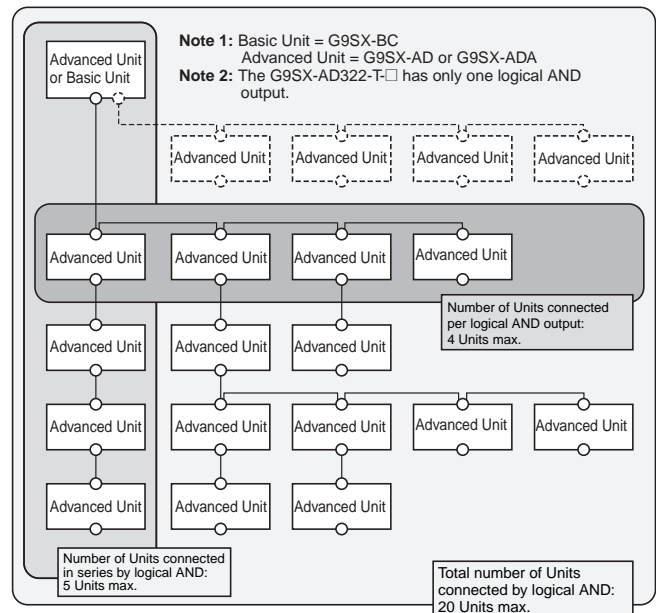 Advanced Unit
or Basic Unit
Note 1: Basic Unit = G9SX-BC
Advanced Unit = G9SX-AD or G9SX-ADA
Note 2: The G9SX-AD322-T-□ has only one logical AND
output.
Advanced Unit Advanced Unit Advanced Unit Advanced Unit
Advanced Unit Advanced Unit Advanced Unit Advanced Unit
Number of Units connected
per logical AND output:
4 Units max.
Advanced Unit Advanced Unit Advanced Unit
Advanced Unit Advanced Unit Advanced Unit Advanced Unit Advanced Unit
Advanced Unit Advanced Unit Advanced Unit
Number of Units connected
in series by logical AND:
5 Units max.
Total number of Units
connected by logical AND:
20 Units max.